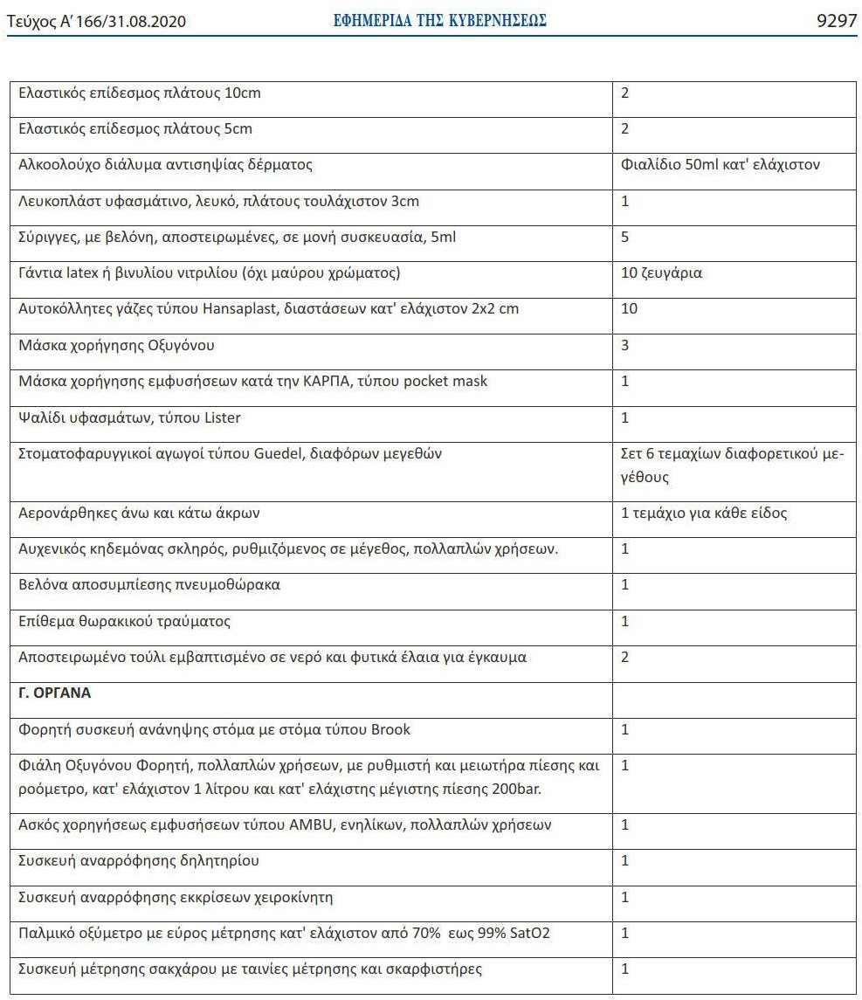 Τεύχος Α’ 166/31.08.2020 ΕΦΗΜΕΡΙΔΑ ΤΗΣ ΚΥΒΕΡΝΗΣΕΩΣ 9297
Ελαστικός επίδεσμος πλάτους 10cm 2
Ελαστικός επίδεσμος πλάτους 5cm 2
Αλκοολούχο διάλυμα αντισηψίας δέρματος Φιαλίδιο 50ml κατ' ελάχιστον
Λευκοπλάστ υφασμάτινο, λευκό, πλάτους τουλάχιστον 3cm 1
Σύριγγες, με βελόνη, αποστειρωμένες, σε μονή συσκευασία, 5ml 5
Γάντια latex ή βινυλίου νιτριλίου (όχι μαύρου χρώματος) 10 ζευγάρια
Αυτοκόλλητες γάζες τύπου Hansaplast, διαστάσεων κατ' ελάχιστον 2x2 cm 10
Μάσκα χορήγησης Οξυγόνου 3
Μάσκα χορήγησης εμφυσήσεων κατά την ΚΑΡΠΑ, τύπου pocket mask 1
Ψαλίδι υφασμάτων, τύπου Lister 1
Στοματοφαρυγγικοί αγωγοί τύπου Guedel, διαφόρων μεγεθών Σετ 6 τεμαχίων διαφορετικού με-
γέθους
Αερονάρθηκες άνω και κάτω άκρων 1 τεμάχιο για κάθε είδος
Αυχενικός κηδεμόνας σκληρός, ρυθμιζόμενος σε μέγεθος, πολλαπλών χρήσεων. 1
Βελόνα αποσυμπίεσης πνευμοθώρακα 1
Επίθεμα θωρακικού τραύματος 1
Αποστειρωμένο τούλι εμβαπτισμένο σε νερό και φυτικά έλαια για έγκαυμα 2
Γ. ΟΡΓΑΝΑ
Φορητή συσκευή ανάνηψης στόμα με στόμα τύπου Brook 1
Φιάλη Οξυγόνου Φορητή, πολλαπλών χρήσεων, με ρυθμιστή και μειωτήρα πίεσης και 1
ροόμετρο, κατ' ελάχιστον 1 λίτρου και κατ' ελάχιστης μέγιστης πίεσης 200bar.
Ασκός χορηγήσεως εμφυσήσεων τύπου AMBU, ενηλίκων, πολλαπλών χρήσεων 1
Συσκευή αναρρόφησης δηλητηρίου 1
Συσκευή αναρρόφησης εκκρίσεων χειροκίνητη 1
Παλμικό οξύμετρο με εύρος μέτρησης κατ' ελάχιστον από 70% εως 99% SatO2 1
Συσκευή μέτρησης σακχάρου με ταινίες μέτρησης και σκαρφιστήρες 1